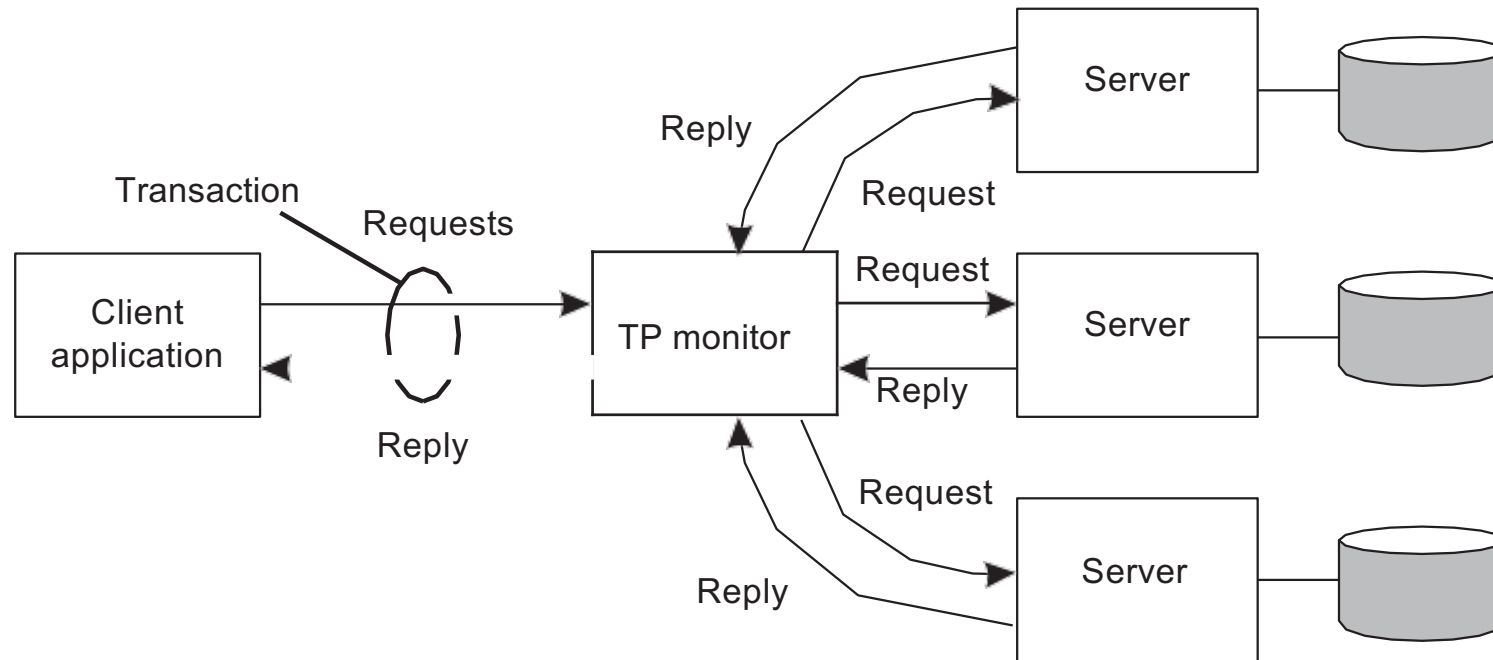 Server
Reply
Transaction
Request
Requests
Request
Client
application
TP monitor
Server
Reply
Reply
Request
Server
Reply